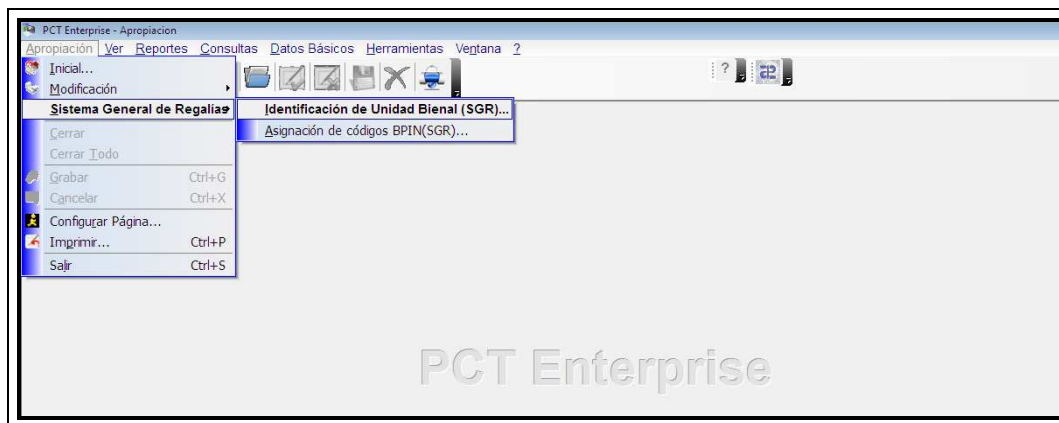 PCT Enterprise - Apropiacion
Apropiación Ver Reportes Consultas Datos Básicos Herramientas Ventana ?
Inicial...
Modificación
Sistema General de Regalias
Identificación de Unidad Bienal (SGR)...
Asignación de códigos BPIN(SGR)...
Cerrar
Cerrar Todo
Grabar Ctrl+G
Cancelar Ctrl+X
Configurar Página...
Imprimir... Ctrl+P
Salir Ctrl+S
?
PCT Enterprise